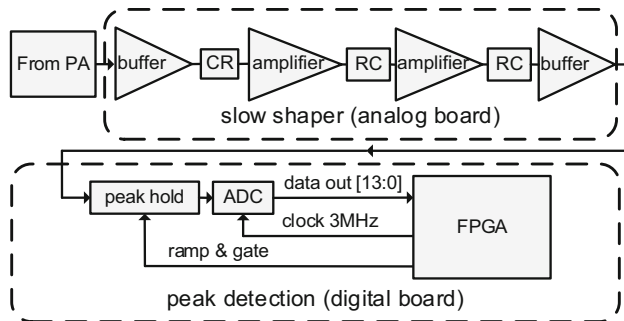 From PA
buffer
CR
amplifier
RC
amplifier
RC
buffer
slow shaper (analog board)
peak hold
ADC
data out [13:0]
clock 3MHz
ramp & gate
FPGA
peak detection (digital board)